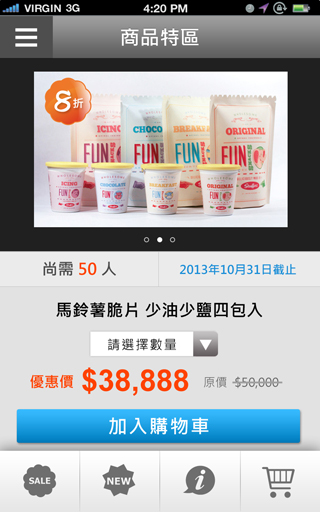 VIRGIN 3G 4:20 PM
商品特區
8折
ICING
CHOCO
BREAKFAST
ORIGINAL
FUN
FUN
FUN
FUN
ICING
CHOCOLATE
BREAKFAST
ORIGINAL
FUN
FUN
FUN
FUN
尚需 50 人
2013年10月31日截止
馬鈴薯脆片 少油少鹽四包入
請選擇數量
優惠價 $38,888 原價 $50,000
加入購物車
SALE
NEW
i